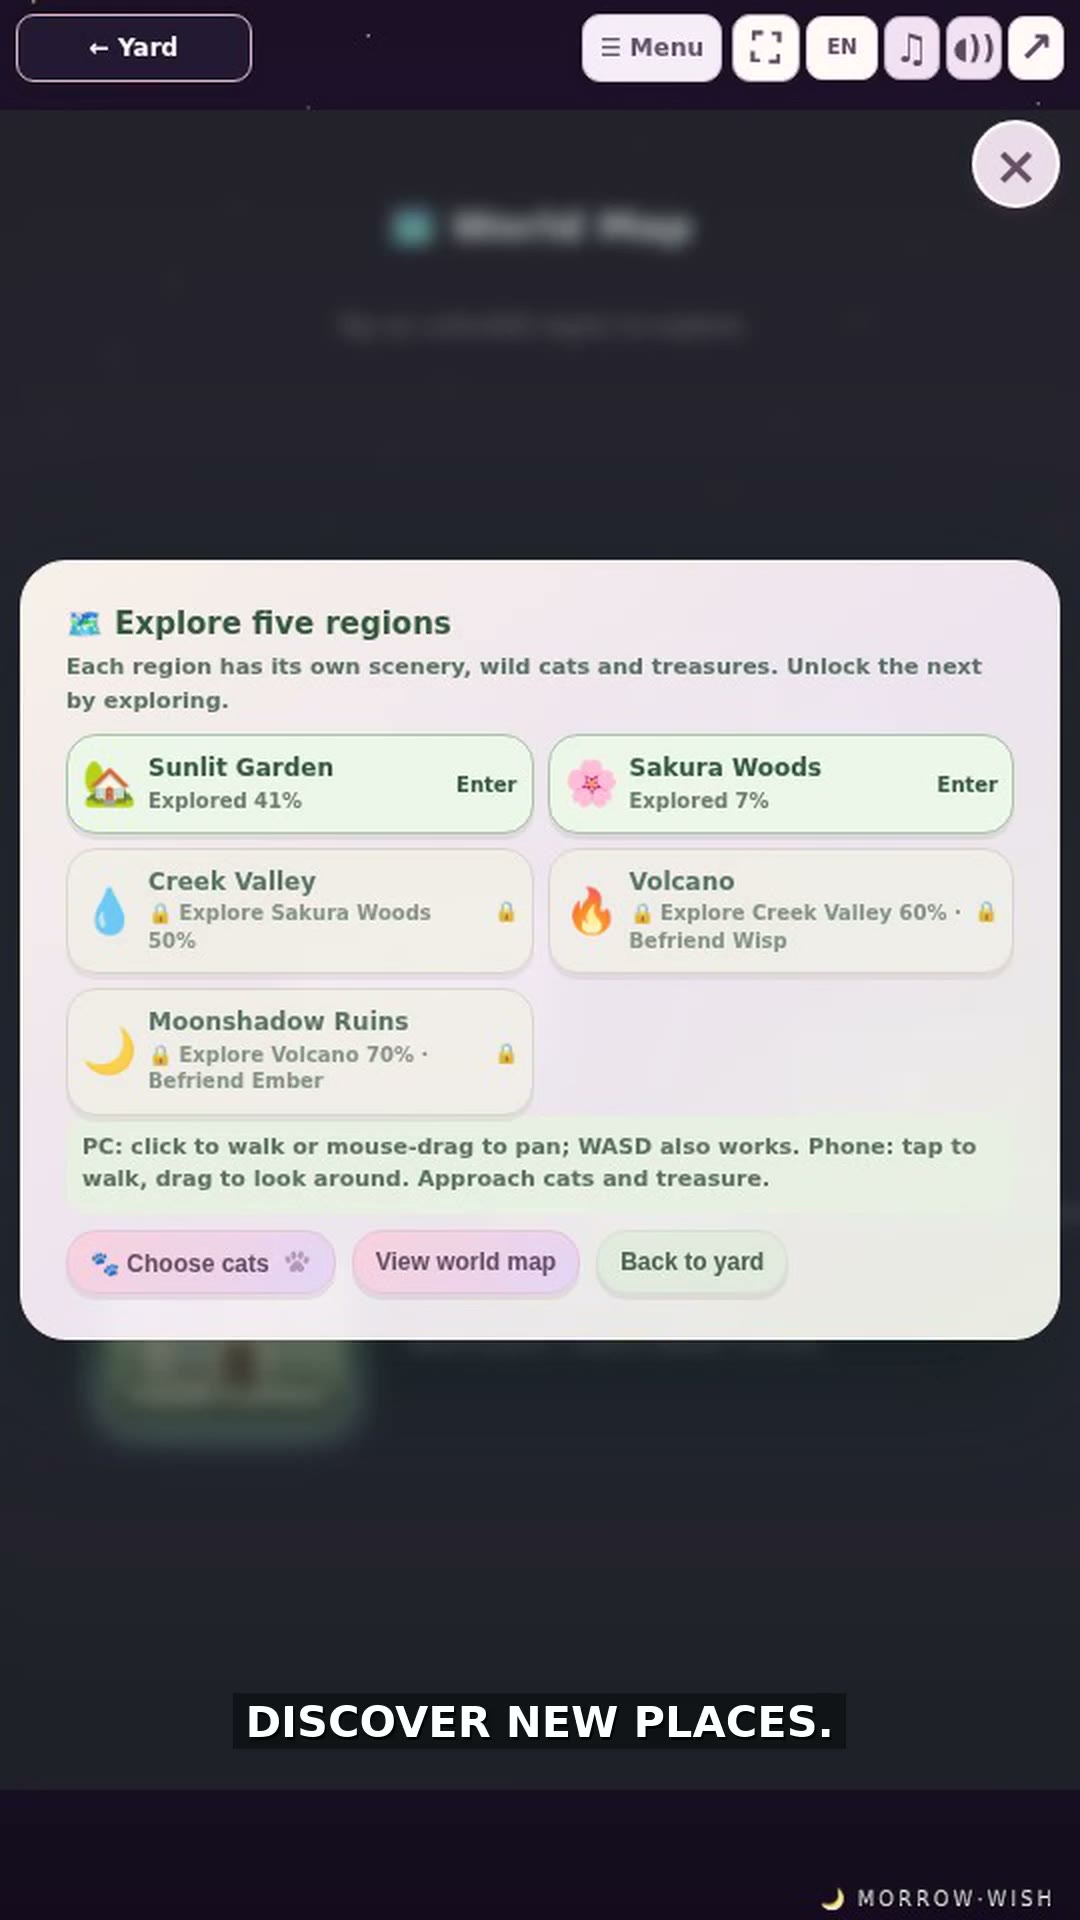 ← Yard
☰ Menu
EN
World Map
Explore five regions
Each region has its own scenery, wild cats and treasures. Unlock the next
by exploring.
Sunlit Garden
Explored 41%
Enter
Sakura Woods
Explored 7%
Enter
Creek Valley
Explore Sakura Woods
50%
Volcano
Explore Creek Valley 60% ·
Befriend Wisp
Moonshadow Ruins
Explore Volcano 70% ·
Befriend Ember
PC: click to walk or mouse-drag to pan; WASD also works. Phone: tap to
walk, drag to look around. Approach cats and treasure.
Choose cats
View world map
Back to yard
DISCOVER NEW PLACES.
MORROW·WISH